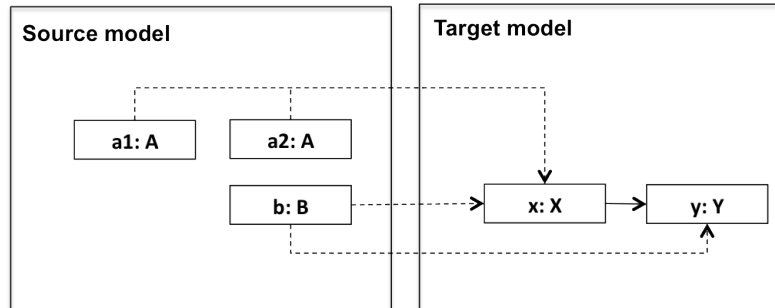 Source model
Target model
a1: A
a2: A
b: B
x: X
y: Y